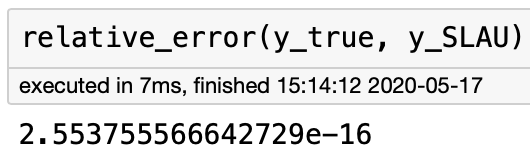 relative_error(y_true, y_SLAU)
executed in 7ms, finished 15:14:12 2020-05-17
2.553755566642729e-16